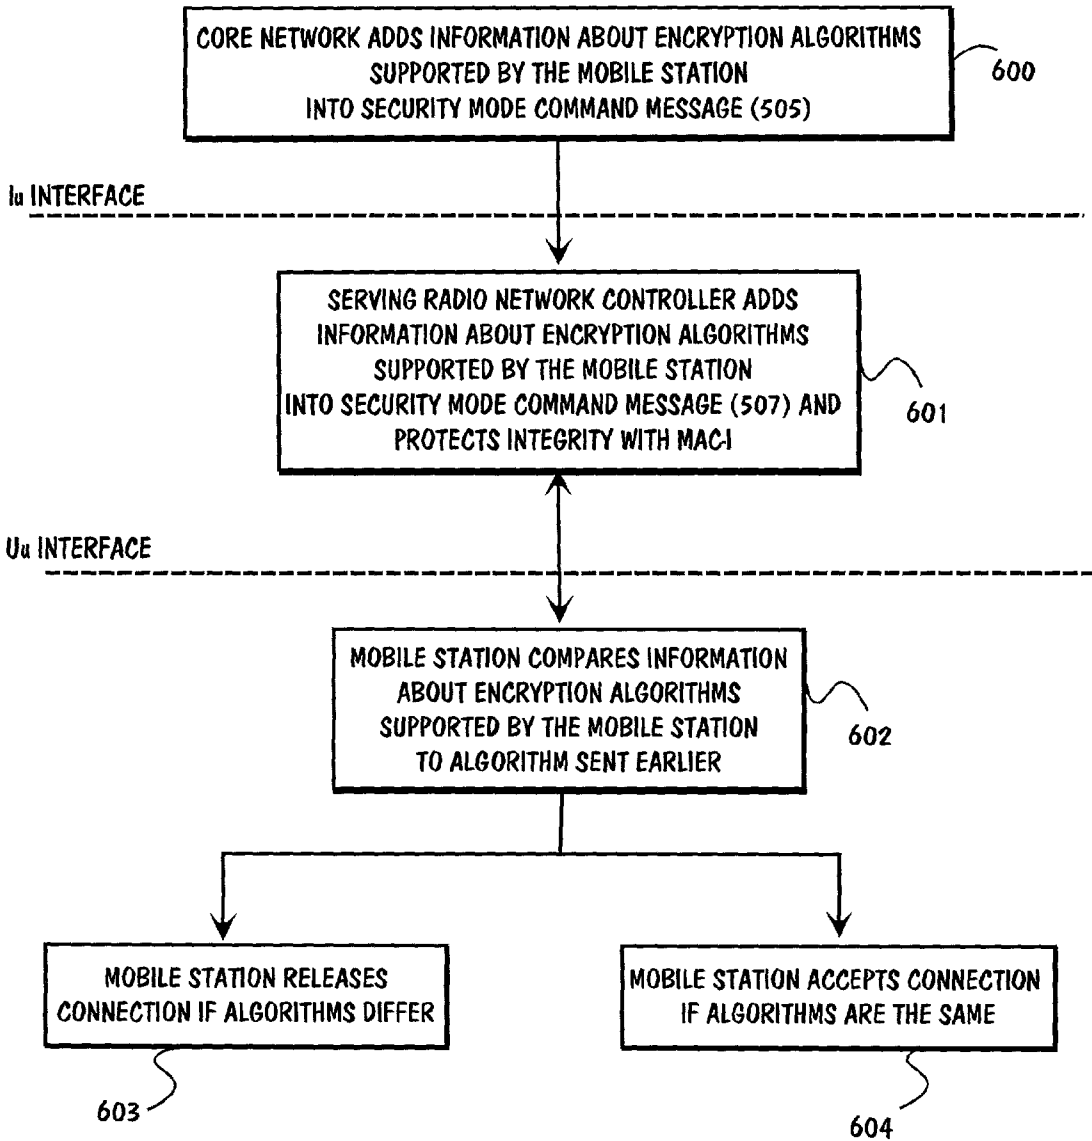 CORE NETWORK ADDS INFORMATION ABOUT ENCRYPTION ALGORITHMS
SUPPORTED BY THE MOBILE STATION
INTO SECURITY MODE COMMAND MESSAGE (505)
600
Iu INTERFACE
SERVING RADIO NETWORK CONTROLLER ADDS
INFORMATION ABOUT ENCRYPTION ALGORITHMS
SUPPORTED BY THE MOBILE STATION
INTO SECURITY MODE COMMAND MESSAGE (507) AND
PROTECTS INTEGRITY WITH MAC-I
601
Uu INTERFACE
MOBILE STATION COMPARES INFORMATION
ABOUT ENCRYPTION ALGORITHMS
SUPPORTED BY THE MOBILE STATION
TO ALGORITHM SENT EARLIER
602
MOBILE STATION RELEASES
CONNECTION IF ALGORITHMS DIFFER
603
MOBILE STATION ACCEPTS CONNECTION
IF ALGORITHMS ARE THE SAME
604